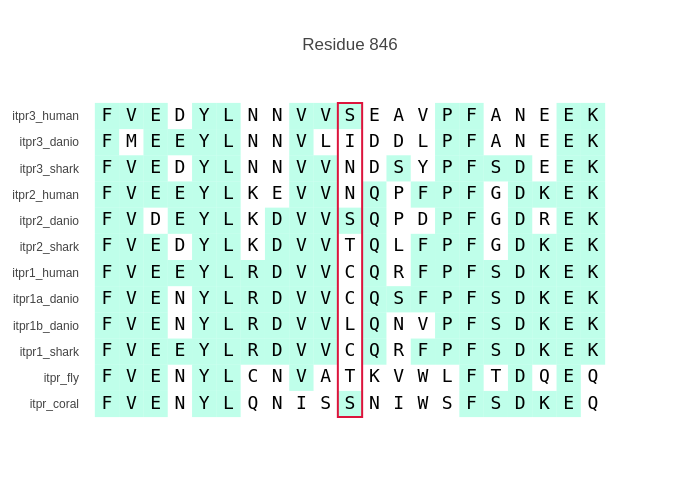 Residue 846
itpr3_human F V E D Y L N N V V S E A V P F A N E E K
itpr3_danio F M E E Y L N N V L I D D L P F A N E E K
itpr3_shark F V E D Y L N N V V N D S Y P F S D E E K
itpr2_human F V E E Y L K E V V N Q P F P F G D K E K
itpr2_danio F V D E Y L K D V V S Q P D P F G D R E K
itpr2_shark F V E D Y L K D V V T Q L F P F G D K E K
itpr1_human F V E E Y L R D V V C Q R F P F S D K E K
itpr1a_danio F V E N Y L R D V V C Q S F P F S D K E K
itpr1b_danio F V E N Y L R D V V L Q N V P F S D K E K
itpr1_shark F V E E Y L R D V V C Q R F P F S D K E K
itpr_fly F V E N Y L C N V A T K V W L F T D Q E Q
itpr_coral F V E N Y L Q N I S S N I W S F S D K E Q